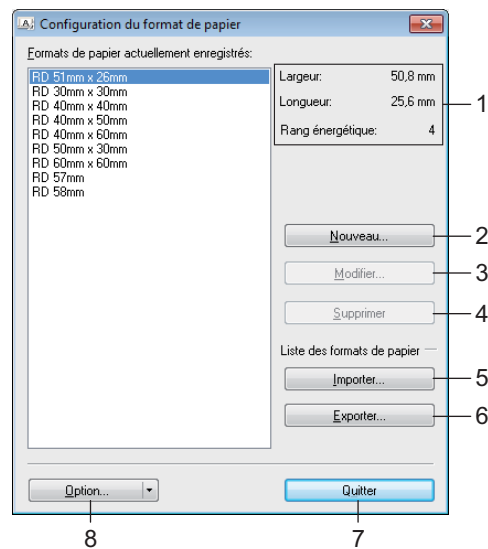 Configuration du format de papier
Formats de papier actuellement enregistrés:
RD 51mm x 26mm
RD 30mm x 30mm
RD 40mm x 40mm
RD 40mm x 50mm
RD 40mm x 60mm
RD 50mm x 30mm
RD 60mm x 60mm
RD 57mm
RD 58mm
Largeur: 50,8 mm
Longueur: 25,6 mm
Rang énergétique: 4
1
Nouveau...
2
Modifier...
3
Supprimer
4
Liste des formats de papier
Importer...
5
Exporter...
6
Option...
Quitter
8
7